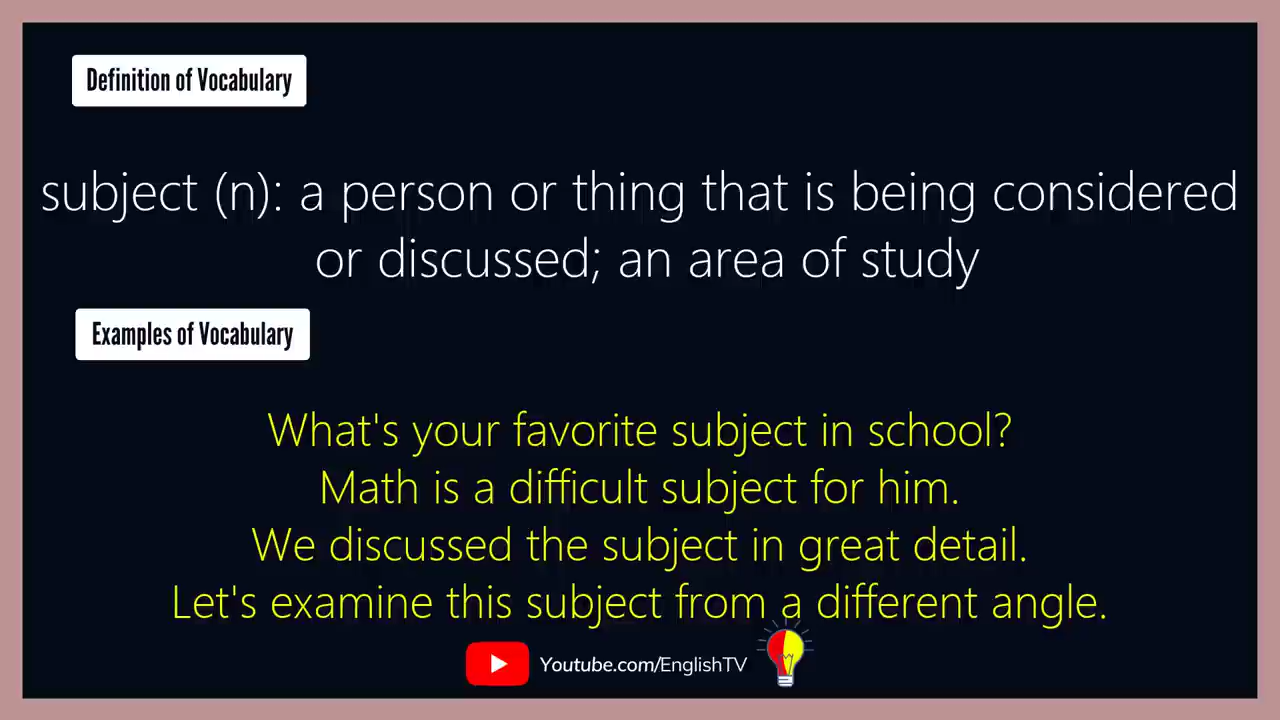 Definition of Vocabulary
subject (n): a person or thing that is being considered
or discussed; an area of study
Examples of Vocabulary
What's your favorite subject in school?
Math is a difficult subject for him.
We discussed the subject in great detail.
Let's examine this subject from a different angle.
Youtube.com/EnglishTV